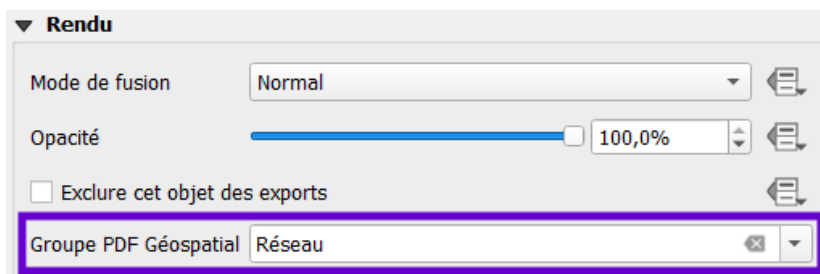 Rendu
Mode de fusion Normal
Opacité 100,0%
Exclure cet objet des exports
Groupe PDF Géospatial Réseau